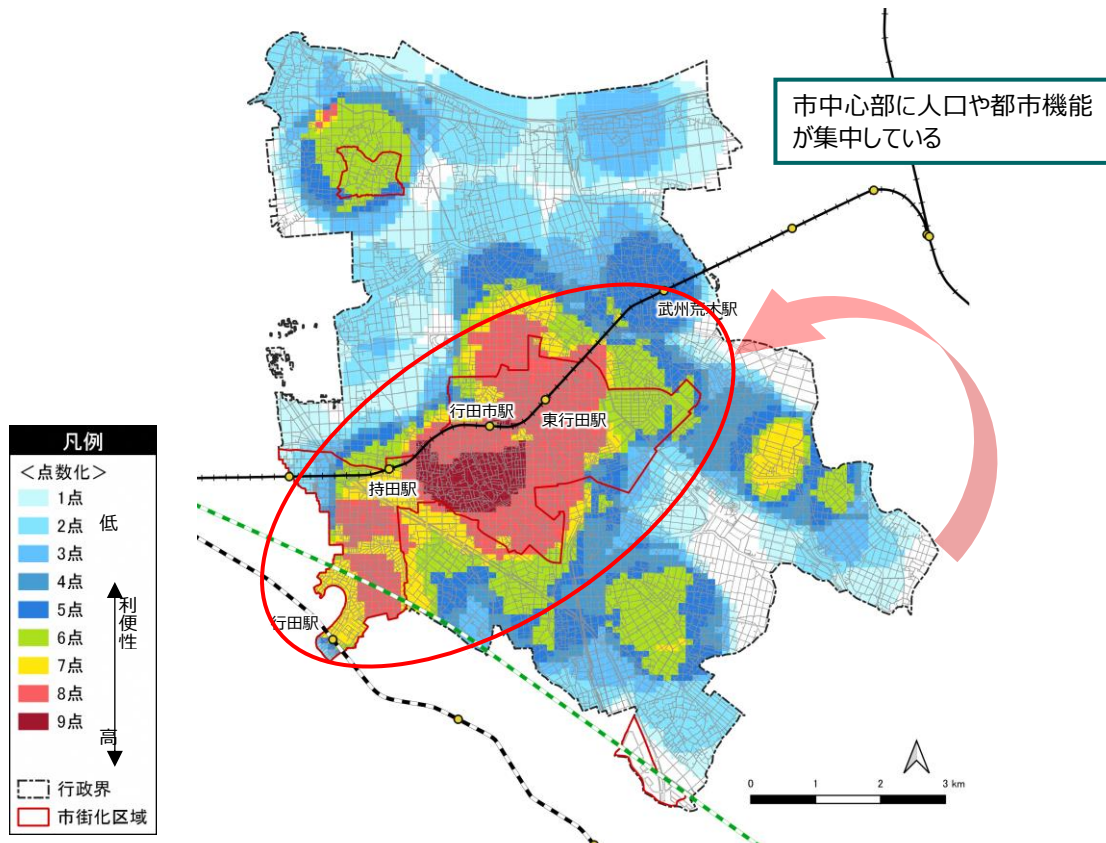 市中心部に人口や都市機能
が集中している
武州荒木駅
行田市駅
東行田駅
持田駅
行田駅
凡例
＜点数化＞
1点
2点
低
3点
4点
5点
利便性
6点
7点
8点
9点
高
行政界
市街化区域
0 1 2 3 km